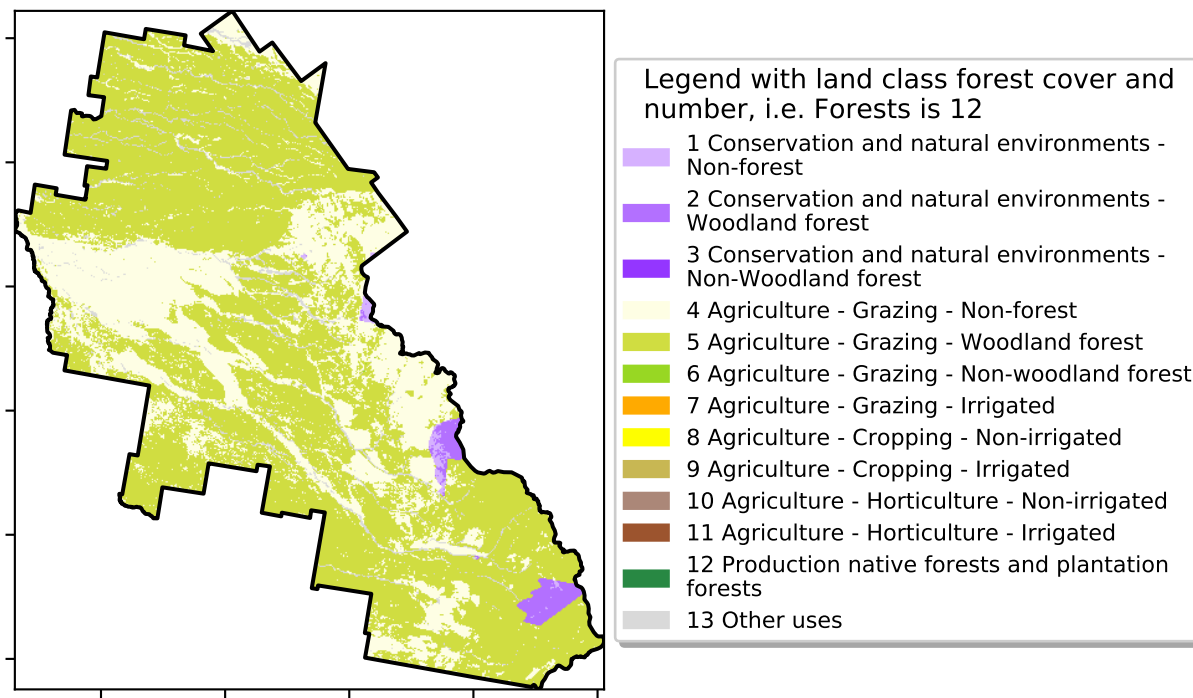 Legend with land class forest cover and
number, i.e. Forests is 12
1 Conservation and natural environments -
Non-forest
2 Conservation and natural environments -
Woodland forest
3 Conservation and natural environments -
Non-Woodland forest
4 Agriculture - Grazing - Non-forest
5 Agriculture - Grazing - Woodland forest
6 Agriculture - Grazing - Non-woodland forest
7 Agriculture - Grazing - Irrigated
8 Agriculture - Cropping - Non-irrigated
9 Agriculture - Cropping - Irrigated
10 Agriculture - Horticulture - Non-irrigated
11 Agriculture - Horticulture - Irrigated
12 Production native forests and plantation
forests
13 Other uses